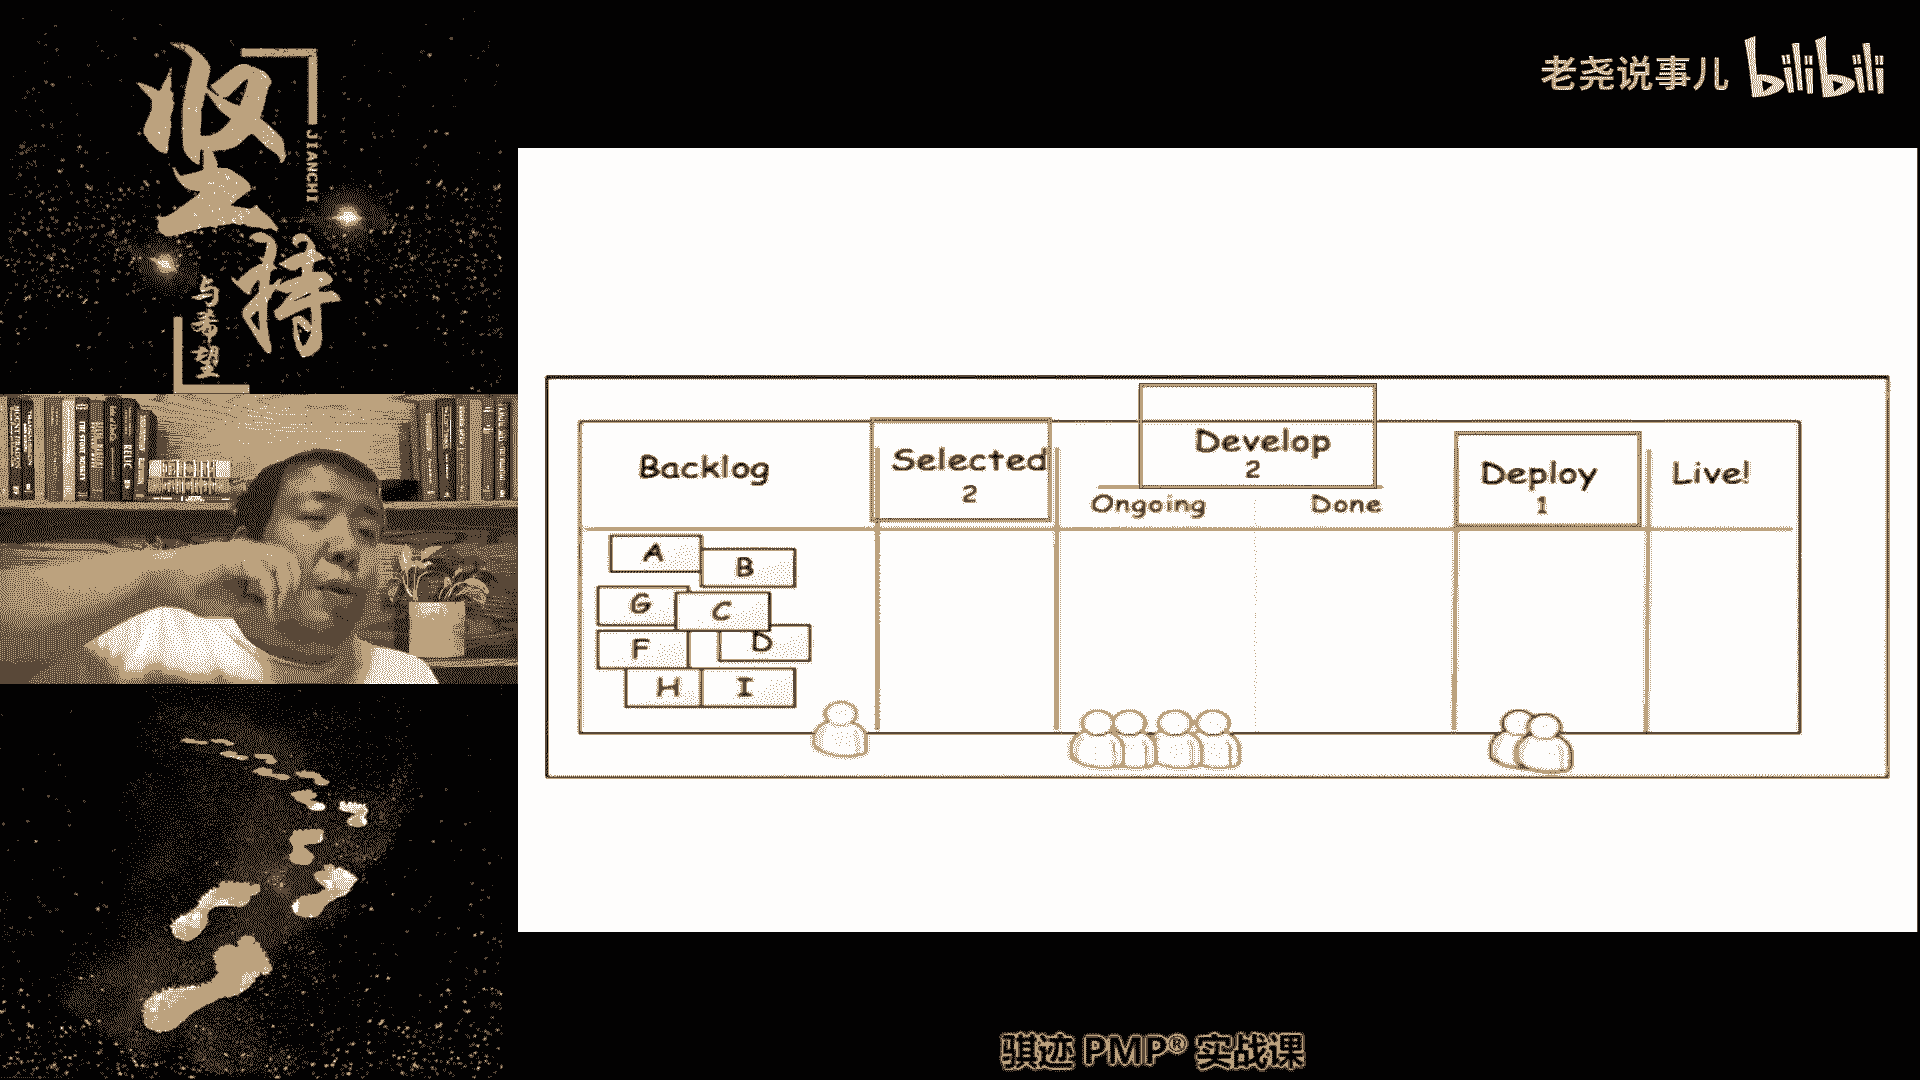 坚持
JIANCHI
与希望
老尧说事儿 bilibili
Backlog
Selected
2
Develop
2
Ongoing
Done
Deploy
1
Live!
A
B
G
C
F
D
H
I
RELIC
骐迹 PMP® 实战课